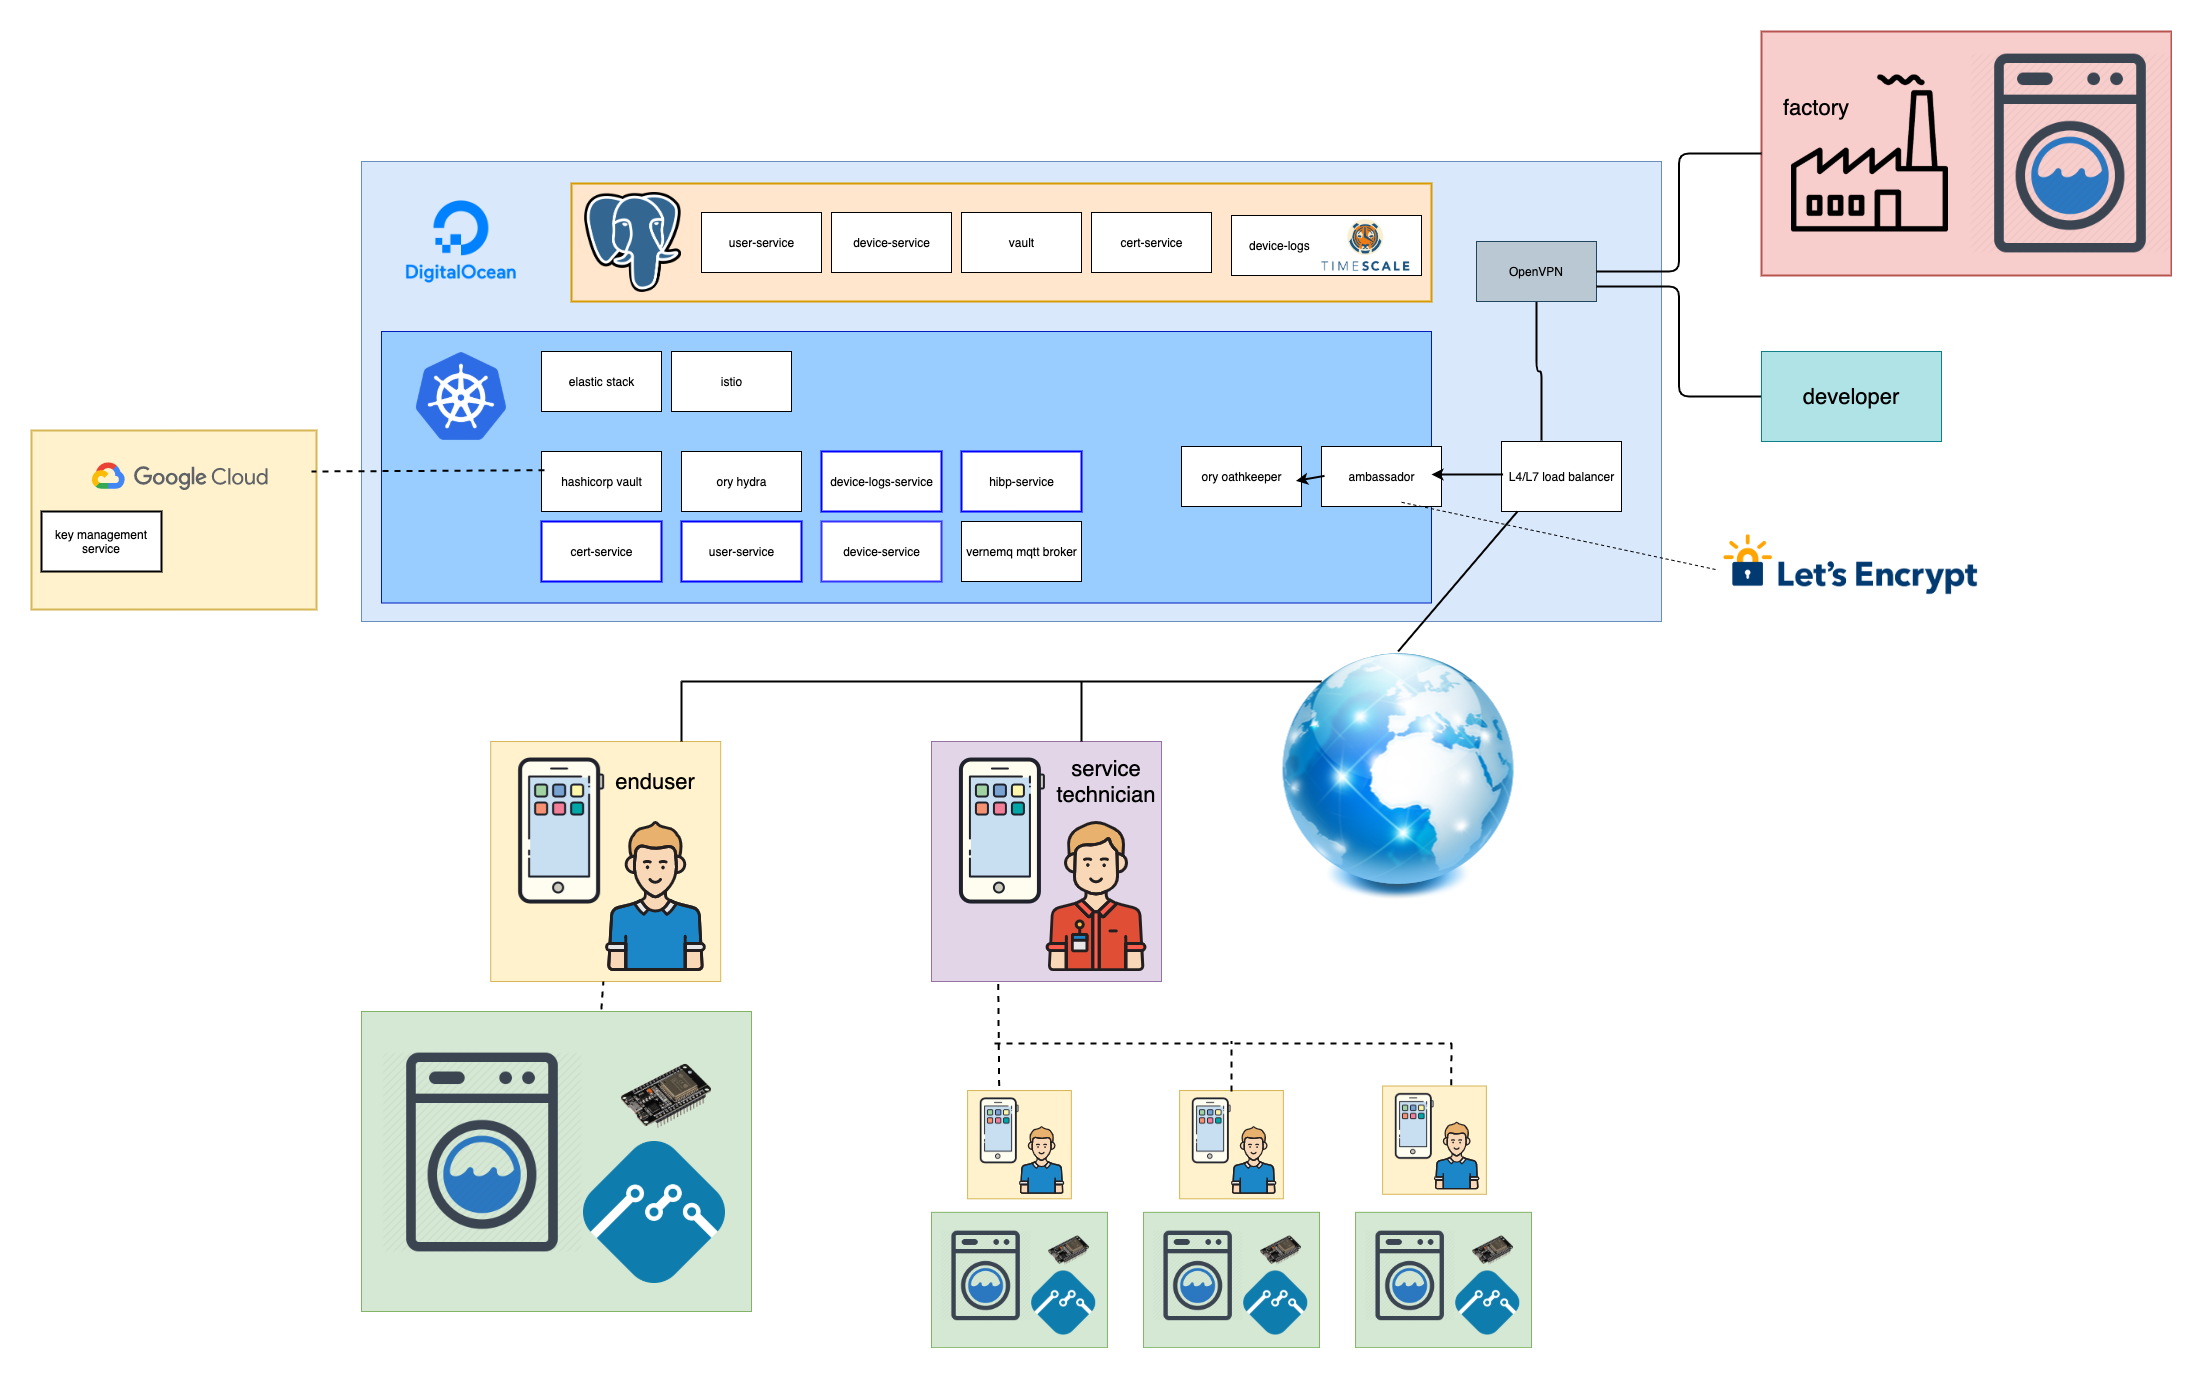 factory
DigitalOcean
user-service
device-service
vault
cert-service
device-logs
TIMESCALE
OpenVPN
developer
elastic stack
istio
Google Cloud
key management
service
hashicorp vault
ory hydra
device-logs-service
hibp-service
ory oathkeeper
ambassador
L4/L7 load balancer
cert-service
user-service
device-service
vernemq mqtt broker
Let's Encrypt
enduser
service
technician